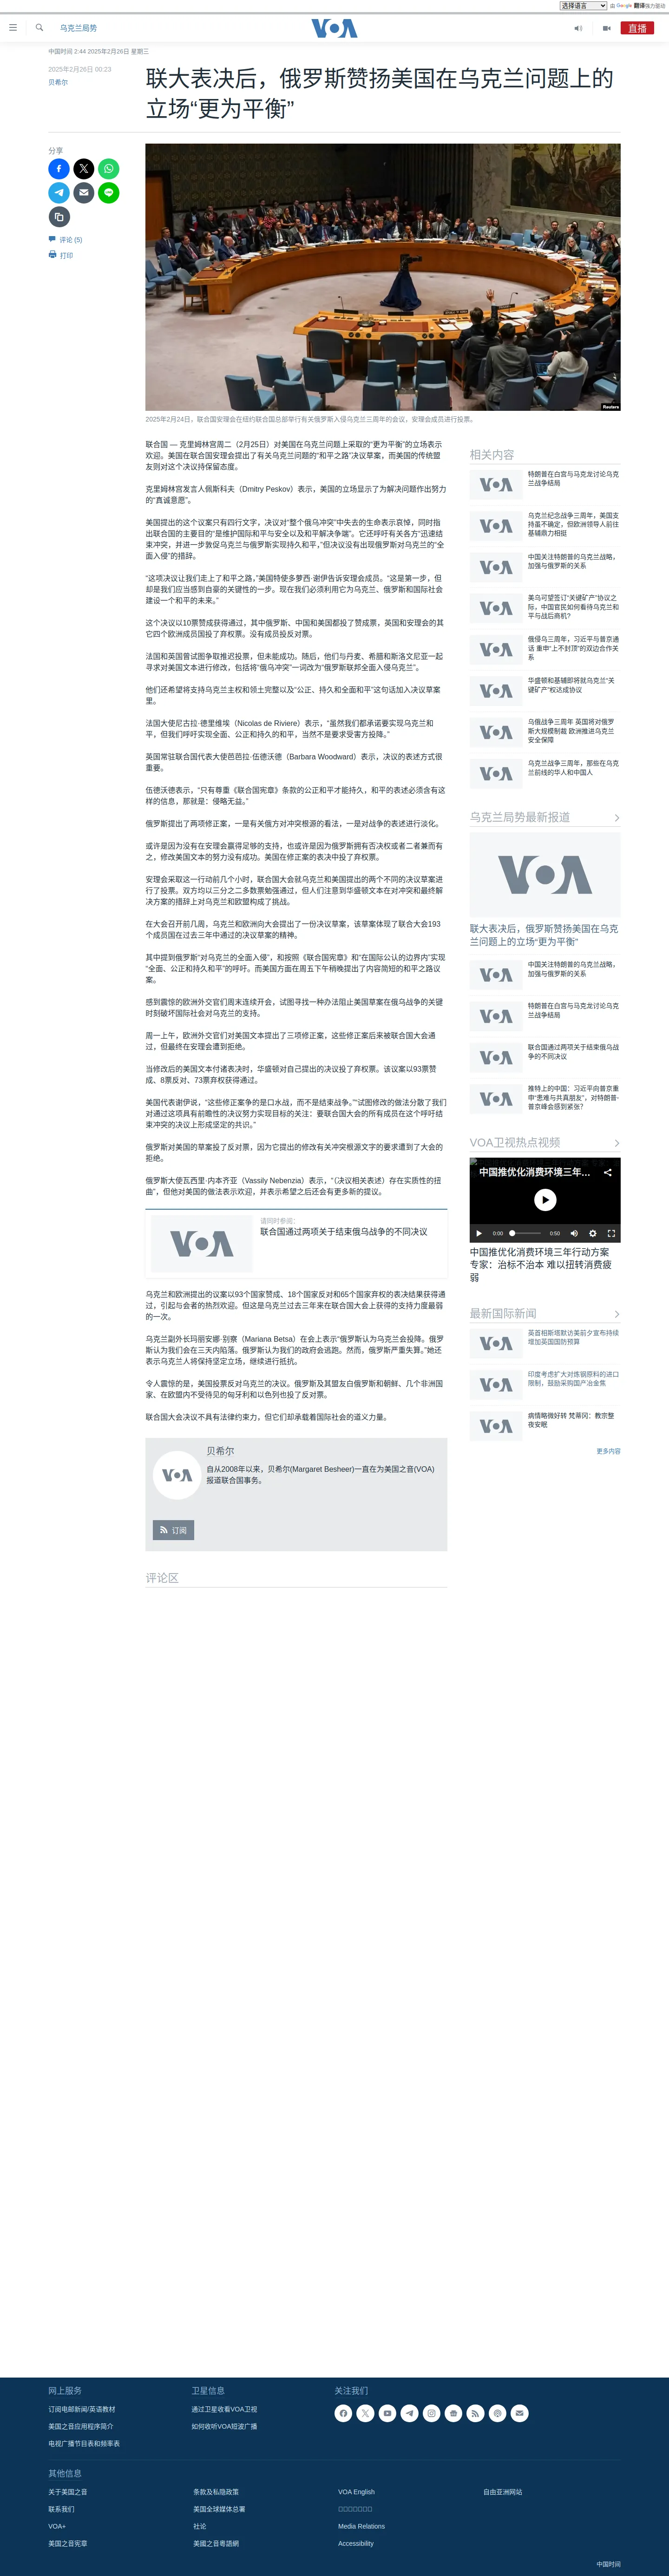 选择语言 由 Google 翻译强力驱动
乌克兰局势
VOA
直播
中国时间 2:44 2025年2月26日 星期三
2025年2月26日 00:23
贝希尔
联大表决后，俄罗斯赞扬美国在乌克兰问题上的
立场“更为平衡”
分享
评论 (5)
打印
Reuters
2025年2月24日，联合国安理会在纽约联合国总部举行有关俄罗斯入侵乌克兰三周年的会议，安理会成员进行投票。
联合国 — 克里姆林宫周二（2月25日）对美国在乌克兰问题上采取的“更为平衡”的立场表示
欢迎。美国在联合国安理会提出了有关乌克兰问题的“和平之路”决议草案，而美国的传统盟
友则对这个决议持保留态度。
克里姆林宫发言人佩斯科夫（Dmitry Peskov）表示，美国的立场显示了为解决问题作出努力
的“真诚意愿”。
美国提出的这个议案只有四行文字，决议对“整个俄乌冲突”中失去的生命表示哀悼，同时指
出联合国的主要目的“是维护国际和平与安全以及和平解决争端”。它还呼吁有关各方“迅速结
束冲突，并进一步敦促乌克兰与俄罗斯实现持久和平，”但决议没有出现俄罗斯对乌克兰的“全
面入侵”的措辞。
“这项决议让我们走上了和平之路，”美国特使多萝西·谢伊告诉安理会成员。“这是第一步，但
却是我们应当感到自豪的关键性的一步。现在我们必须利用它为乌克兰、俄罗斯和国际社会
建设一个和平的未来。”
这个决议以10票赞成获得通过，其中俄罗斯、中国和美国都投了赞成票，英国和安理会的其
它四个欧洲成员国投了弃权票。没有成员投反对票。
法国和英国曾试图争取推迟投票，但未能成功。随后，他们与丹麦、希腊和斯洛文尼亚一起
寻求对美国文本进行修改，包括将“俄乌冲突”一词改为“俄罗斯联邦全面入侵乌克兰”。
他们还希望将支持乌克兰主权和领土完整以及“公正、持久和全面和平”这句话加入决议草案
里。
法国大使尼古拉·德里维埃（Nicolas de Riviere）表示，“虽然我们都承诺要实现乌克兰和
平，但我们呼吁实现全面、公正和持久的和平，当然不是要求受害方投降。”
英国常驻联合国代表大使芭芭拉·伍德沃德（Barbara Woodward）表示，决议的表述方式很
重要。
伍德沃德表示，“只有尊重《联合国宪章》条款的公正和平才能持久，和平的表述必须含有这
样的信息，那就是：侵略无益。”
俄罗斯提出了两项修正案，一是有关俄方对冲突根源的看法，一是对战争的表述进行淡化。
或许是因为没有在安理会赢得足够的支持，也或许是因为俄罗斯拥有否决权或者二者兼而有
之，修改美国文本的努力没有成功。美国在修正案的表决中投了弃权票。
安理会采取这一行动前几个小时，联合国大会就乌克兰和美国提出的两个不同的决议草案进
行了投票。双方均以三分之二多数票勉强通过，但人们注意到华盛顿文本在对冲突和最终解
决方案的措辞上对乌克兰和欧盟构成了挑战。
在大会召开前几周，乌克兰和欧洲向大会提出了一份决议草案，该草案体现了联合大会193
个成员国在过去三年中通过的决议草案的精神。
其中提到俄罗斯“对乌克兰的全面入侵”，和按照《联合国宪章》和“在国际公认的边界内”实现
“全面、公正和持久和平”的呼吁。而美国方面在周五下午稍晚提出了内容简短的和平之路议
案。
感到震惊的欧洲外交官们周末连续开会，试图寻找一种办法阻止美国草案在俄乌战争的关键
时刻破坏国际社会对乌克兰的支持。
周一上午，欧洲外交官们对美国文本提出了三项修正案，这些修正案后来被联合国大会通
过，但最终在安理会遭到拒绝。
当修改后的美国文本付诸表决时，华盛顿对自己提出的决议投了弃权票。该议案以93票赞
成、8票反对、73票弃权获得通过。
美国代表谢伊说，“这些修正案争的是口水战，而不是结束战争。”“试图修改的做法分散了我们
对通过这项具有前瞻性的决议努力实现目标的关注：要联合国大会的所有成员在这个呼吁结
束冲突的决议上形成坚定的共识。”
俄罗斯对美国的草案投了反对票，因为它提出的修改有关冲突根源文字的要求遭到了大会的
拒绝。
俄罗斯大使瓦西里·内本齐亚（Vassily Nebenzia）表示，“（决议相关表述）存在实质性的扭
曲”，但他对美国的做法表示欢迎，并表示希望之后还会有更多新的提议。
VOA
请同时参阅：
联合国通过两项关于结束俄乌战争的不同决议
乌克兰和欧洲提出的议案以93个国家赞成、18个国家反对和65个国家弃权的表决结果获得通
过，引起与会者的热烈欢迎。但这是乌克兰过去三年来在联合国大会上获得的支持力度最弱
的一次。
乌克兰副外长玛丽安娜·别察（Mariana Betsa）在会上表示“俄罗斯认为乌克兰会投降。俄罗
斯认为我们会在三天内陷落。俄罗斯认为我们的政府会逃跑。然而，俄罗斯严重失算。”她还
表示乌克兰人将保持坚定立场，继续进行抵抗。
令人震惊的是，美国投票反对乌克兰的决议。俄罗斯及其盟友白俄罗斯和朝鲜、几个非洲国
家、在欧盟内不受待见的匈牙利和以色列也投了反对票。
联合国大会决议不具有法律约束力，但它们却承载着国际社会的道义力量。
VOA
贝希尔
自从2008年以来，贝希尔(Margaret Besheer)一直在为美国之音(VOA)
报道联合国事务。
订阅
评论区
相关内容
VOA
特朗普在白宫与马克龙讨论乌克
兰战争结局
VOA
乌克兰纪念战争三周年，美国支
持虽不确定，但欧洲领导人前往
基辅鼎力相挺
VOA
中国关注特朗普的乌克兰战略，
加强与俄罗斯的关系
VOA
美乌可望签订“关键矿产”协议之
际，中国官民如何看待乌克兰和
平与战后商机？
VOA
俄侵乌三周年，习近平与普京通
话 重申“上不封顶”的双边合作关
系
VOA
华盛顿和基辅即将就乌克兰“关
键矿产”权达成协议
VOA
乌俄战争三周年 英国将对俄罗
斯大规模制裁 欧洲推进乌克兰
安全保障
VOA
乌克兰战争三周年，那些在乌克
兰前线的华人和中国人
乌克兰局势最新报道
VOA
联大表决后，俄罗斯赞扬美国在乌克
兰问题上的立场“更为平衡”
VOA
中国关注特朗普的乌克兰战略，
加强与俄罗斯的关系
VOA
特朗普在白宫与马克龙讨论乌克
兰战争结局
VOA
联合国通过两项关于结束俄乌战
争的不同决议
VOA
推特上的中国：习近平向普京重
申“患难与共真朋友”，对特朗普-
普京峰会感到紧张？
VOA卫视热点视频
中国推优化消费环境三年...
0:00
0:50
中国推优化消费环境三年行动方案
专家：治标不治本 难以扭转消费疲
弱
最新国际新闻
VOA
英首相斯塔默访美前夕宣布持续
增加英国国防预算
VOA
印度考虑扩大对炼钢原料的进口
限制，鼓励采购国产冶金焦
VOA
病情略微好转 梵蒂冈：教宗整
夜安眠
更多内容
网上服务
订阅电邮新闻/英语教材
美国之音应用程序简介
电视广播节目表和频率表
卫星信息
通过卫星收看VOA卫视
如何收听VOA短波广播
关注我们
其他信息
关于美国之音
联系我们
VOA+
美国之音宪章
条款及私隐政策
美国全球媒体总署
社论
美國之音粵語網
VOA English
□□□□□□□
Media Relations
Accessibility
自由亚洲网站
中国时间